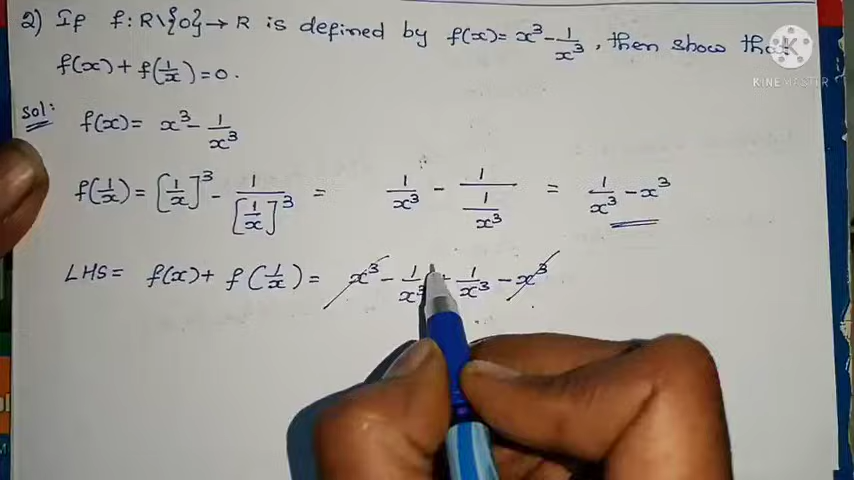 2) If f: R\{0} → R is defined by f(x) = x³ - 1/x³, then show that
f(x) + f(1/x) = 0.
KINEMASTER
Sol:
f(x) = x³ - 1/x³
f(1/x) = [1/x]³ - 1/[1/x]³ = 1/x³ - 1/(1/x³) = 1/x³ - x³
LHS = f(x) + f(1/x) = x³ - 1/x³ + 1/x³ - x³